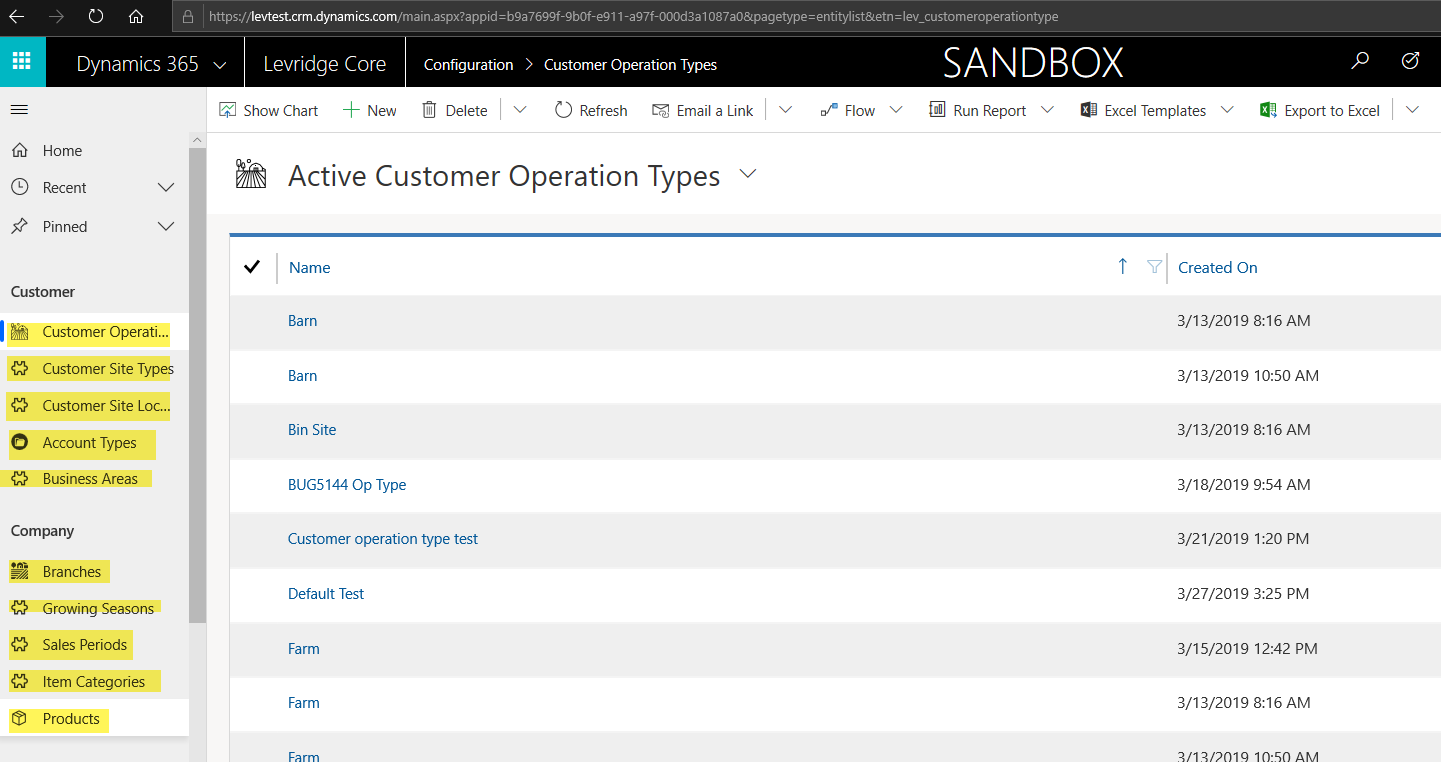 https://levtest.crm.dynamics.com/main.aspx?appid=b9a7699f-9b0f-e911-a97f-000d3a1087a0&pagetype=entitylist&etn=lev_customeroperationtype
Dynamics 365 Levridge Core Configuration > Customer Operation Types SANDBOX
Show Chart New Delete Refresh Email a Link Flow Run Report Excel Templates Export to Excel
Home
Recent
Pinned
Customer
Customer Operati...
Customer Site Types
Customer Site Loc...
Account Types
Business Areas
Company
Branches
Growing Seasons
Sales Periods
Item Categories
Products
Active Customer Operation Types
Name Created On
Barn 3/13/2019 8:16 AM
Barn 3/13/2019 10:50 AM
Bin Site 3/13/2019 8:16 AM
BUG5144 Op Type 3/18/2019 9:54 AM
Customer operation type test 3/21/2019 1:20 PM
Default Test 3/27/2019 3:25 PM
Farm 3/15/2019 12:42 PM
Farm 3/13/2019 8:16 AM
Farm 3/13/2019 10:50 AM